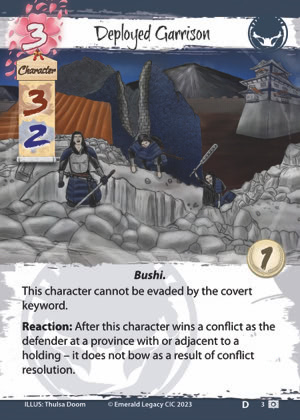 3
Deployed Garrison
Character
3
2
1
Bushi.
This character cannot be evaded by the covert
keyword.
Reaction: After this character wins a conflict as the
defender at a province with or adjacent to a
holding – it does not bow as a result of conflict
resolution.
ILLUS: Thulsa Doom © Emerald Legacy CIC 2023 D 3